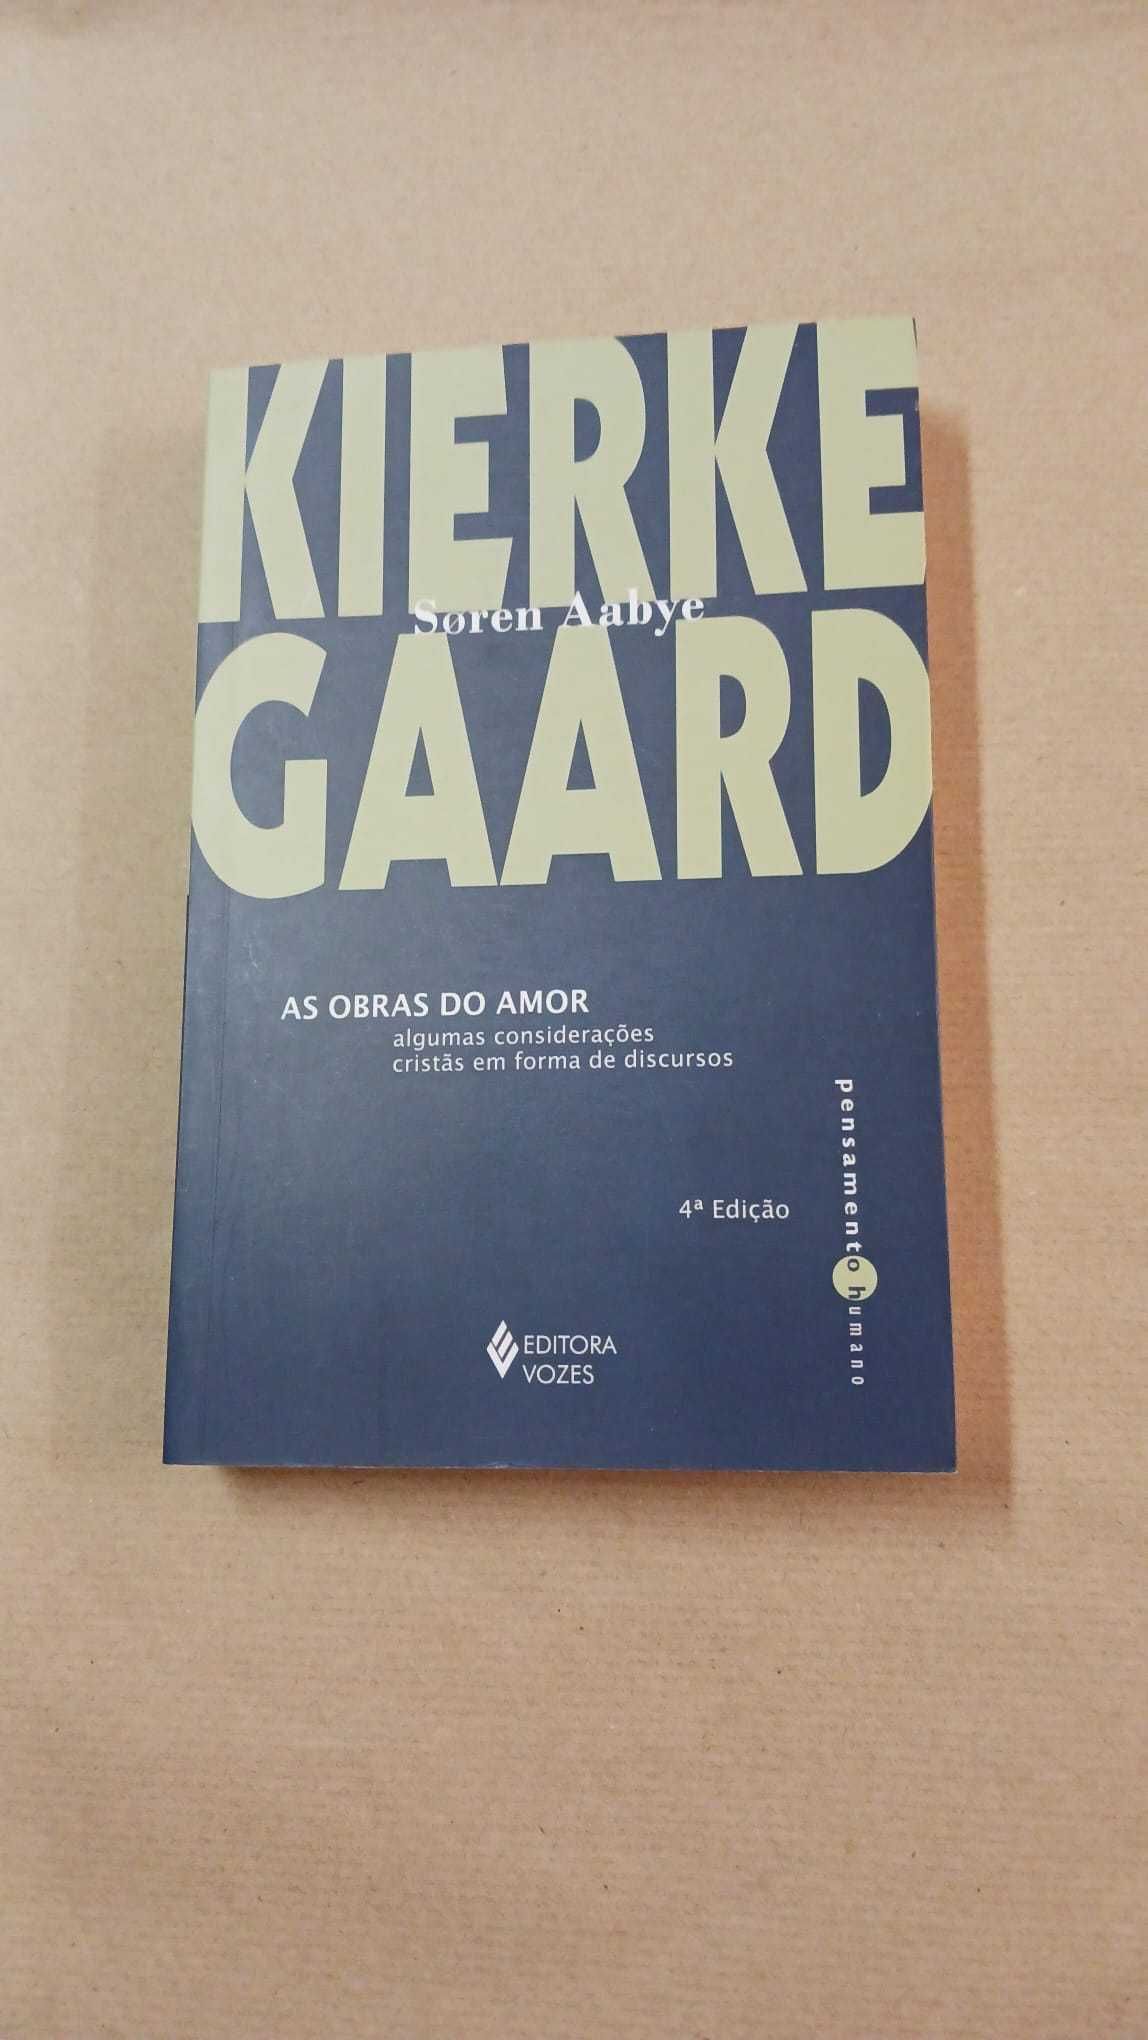 KIERKE
Søren Aabye
GAARD
AS OBRAS DO AMOR
algumas considerações
cristãs em forma de discursos
4ª Edição
pensamento humano
EDITORA
VOZES